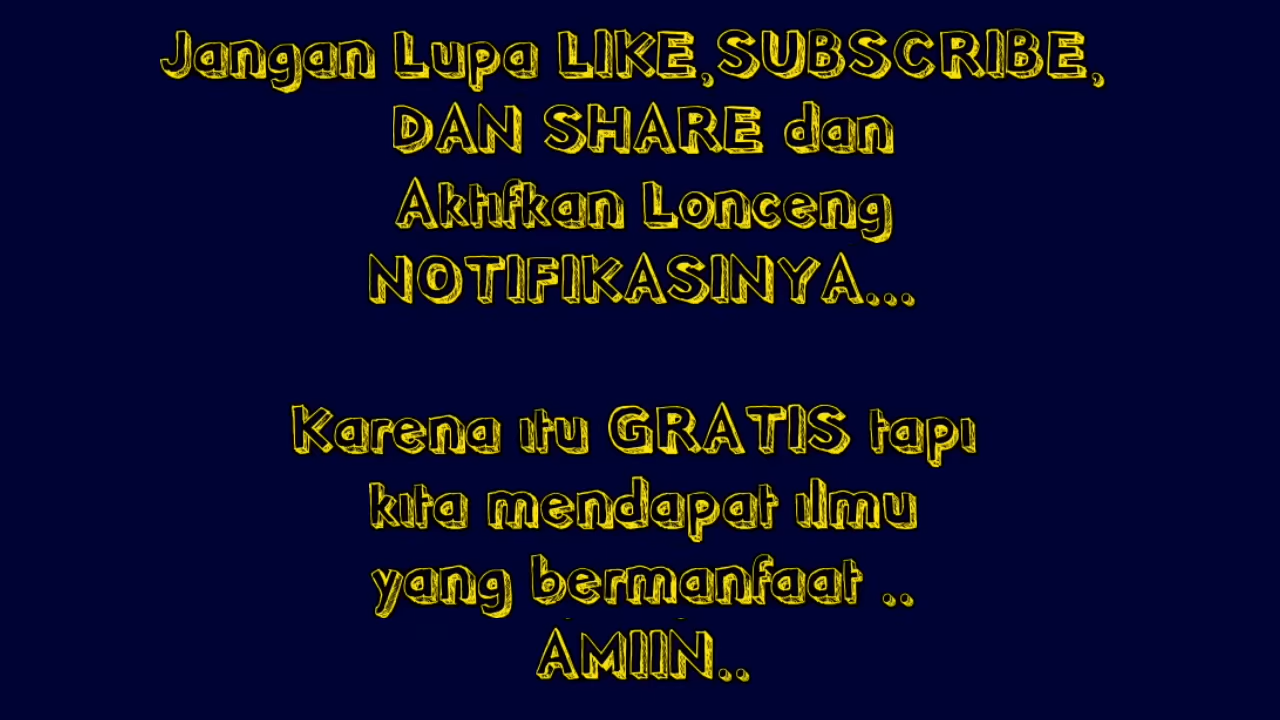 Jangan Lupa LIKE,SUBSCRIBE,
DAN SHARE dan
Aktifkan Lonceng
NOTIFIKASINYA...
Karena itu GRATIS tapi
kita mendapat ilmu
yang bermanfaat ..
AMIIN..